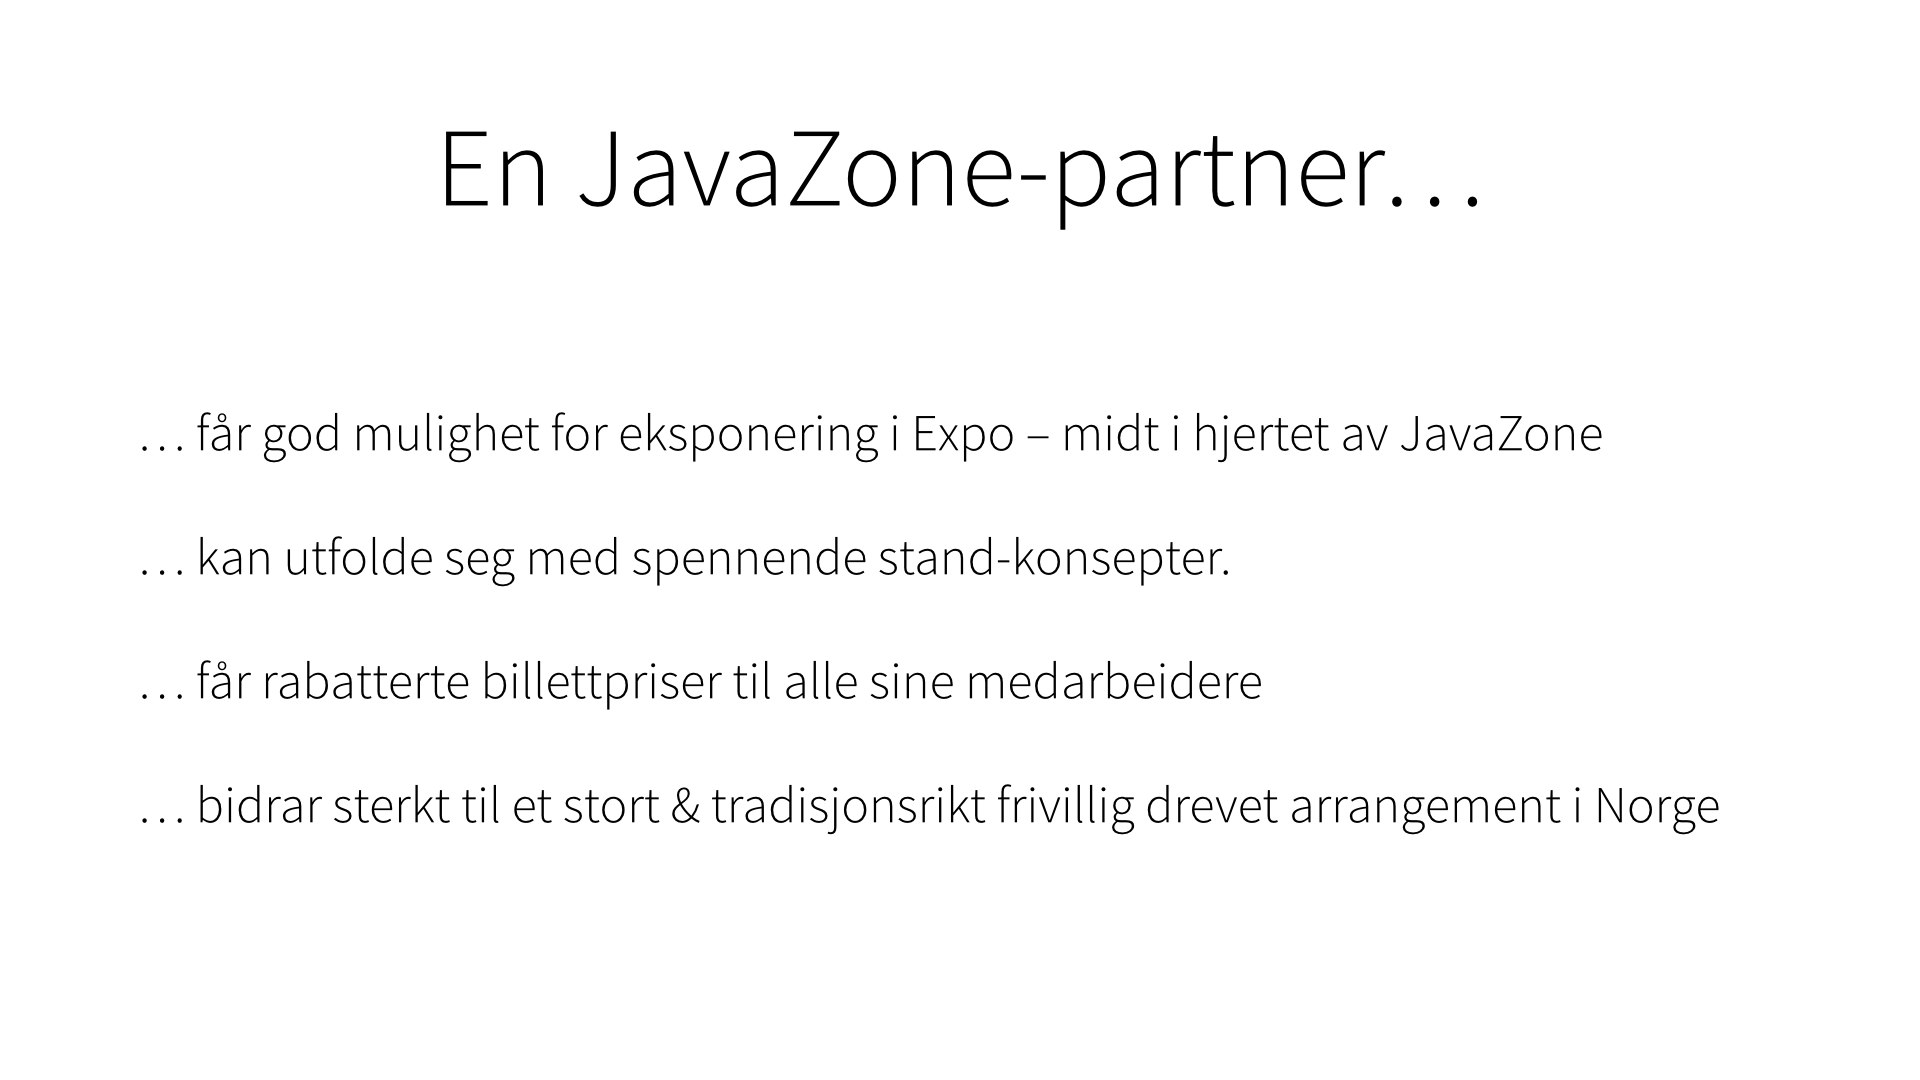 En JavaZone-partner…
… får god mulighet for eksponering i Expo – midt i hjertet av JavaZone
… kan utfolde seg med spennende stand-konsepter.
… får rabatterte billettpriser til alle sine medarbeidere
… bidrar sterkt til et stort & tradisjonsrikt frivillig drevet arrangement i Norge